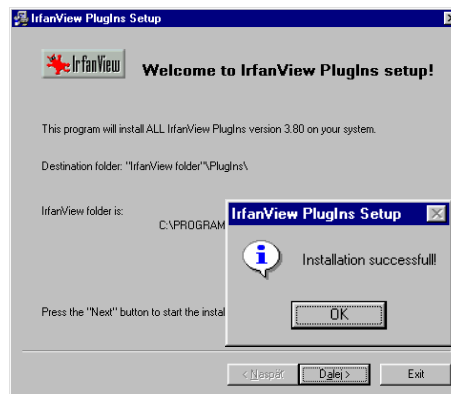 IrfanView PlugIns Setup
IrfanView
Welcome to IrfanView PlugIns setup!
This program will install ALL IrfanView PlugIns version 3.80 on your system.
Destination folder: "IrfanView folder"\PlugIns\
IrfanView folder is:
C:\PROGRAM
IrfanView PlugIns Setup
Installation successfull!
OK
Press the "Next" button to start the instal
< Naspäť
Ďalej >
Exit